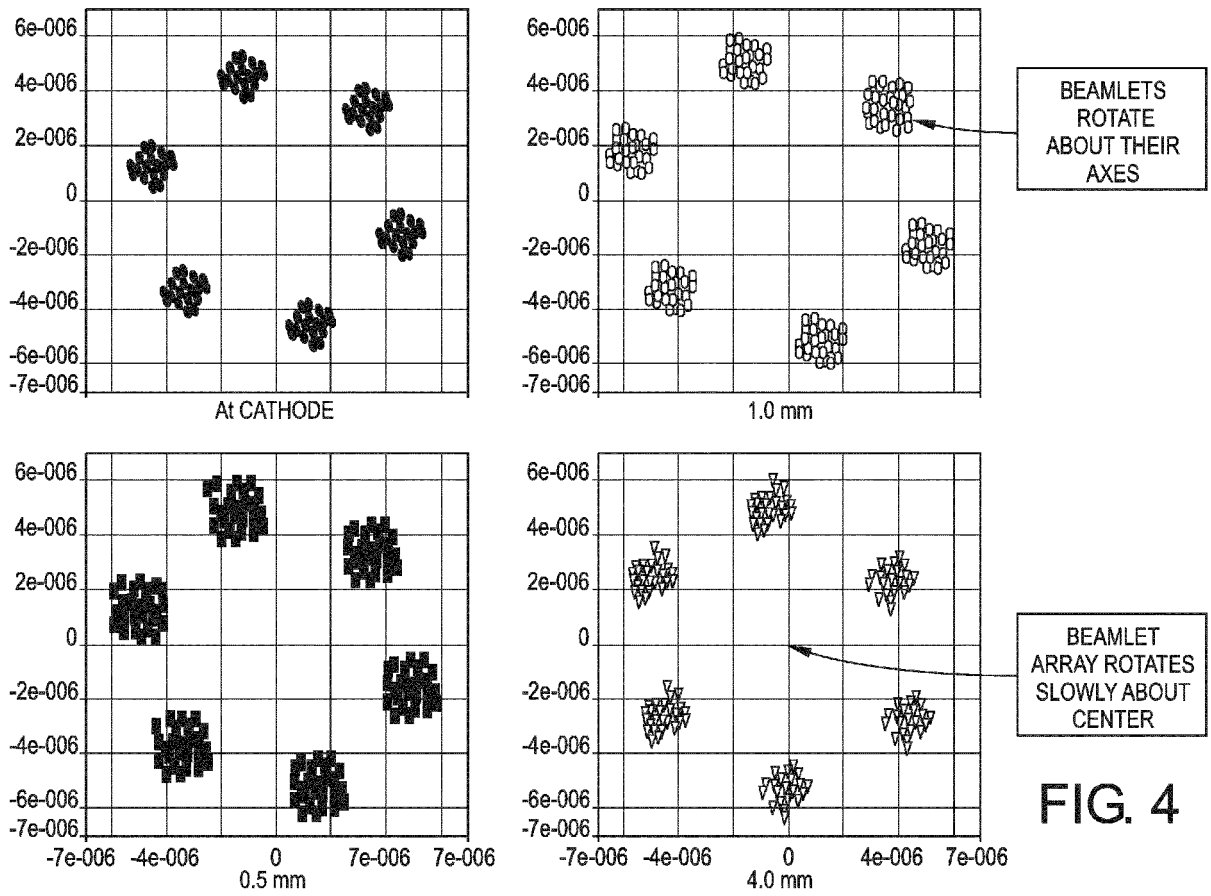 6e-006
4e-006
2e-006
0
-2e-006
-4e-006
-6e-006
-7e-006
At CATHODE
6e-006
4e-006
2e-006
0
-2e-006
-4e-006
-6e-006
-7e-006
1.0 mm
BEAMLETS
ROTATE
ABOUT THEIR
AXES
6e-006
4e-006
2e-006
0
-2e-006
-4e-006
-6e-006
-7e-006
-7e-006 -4e-006 0 7e-006 7e-006
0.5 mm
6e-006
4e-006
2e-006
0
-2e-006
-4e-006
-6e-006
-7e-006
-7e-006 -4e-006 0 4e-006 7e-006
4.0 mm
BEAMLET
ARRAY ROTATES
SLOWLY ABOUT
CENTER
FIG. 4